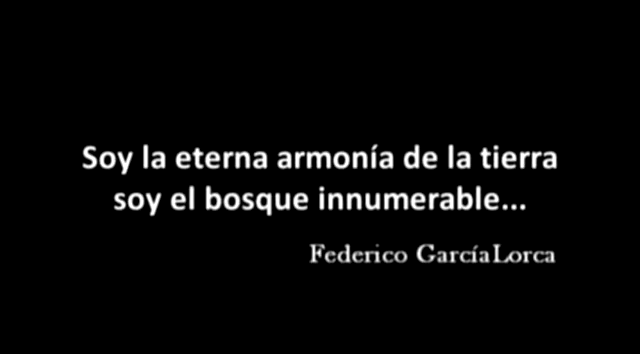 Soy la eterna armonía de la tierra
soy el bosque innumerable...
Federico GarcíaLorca